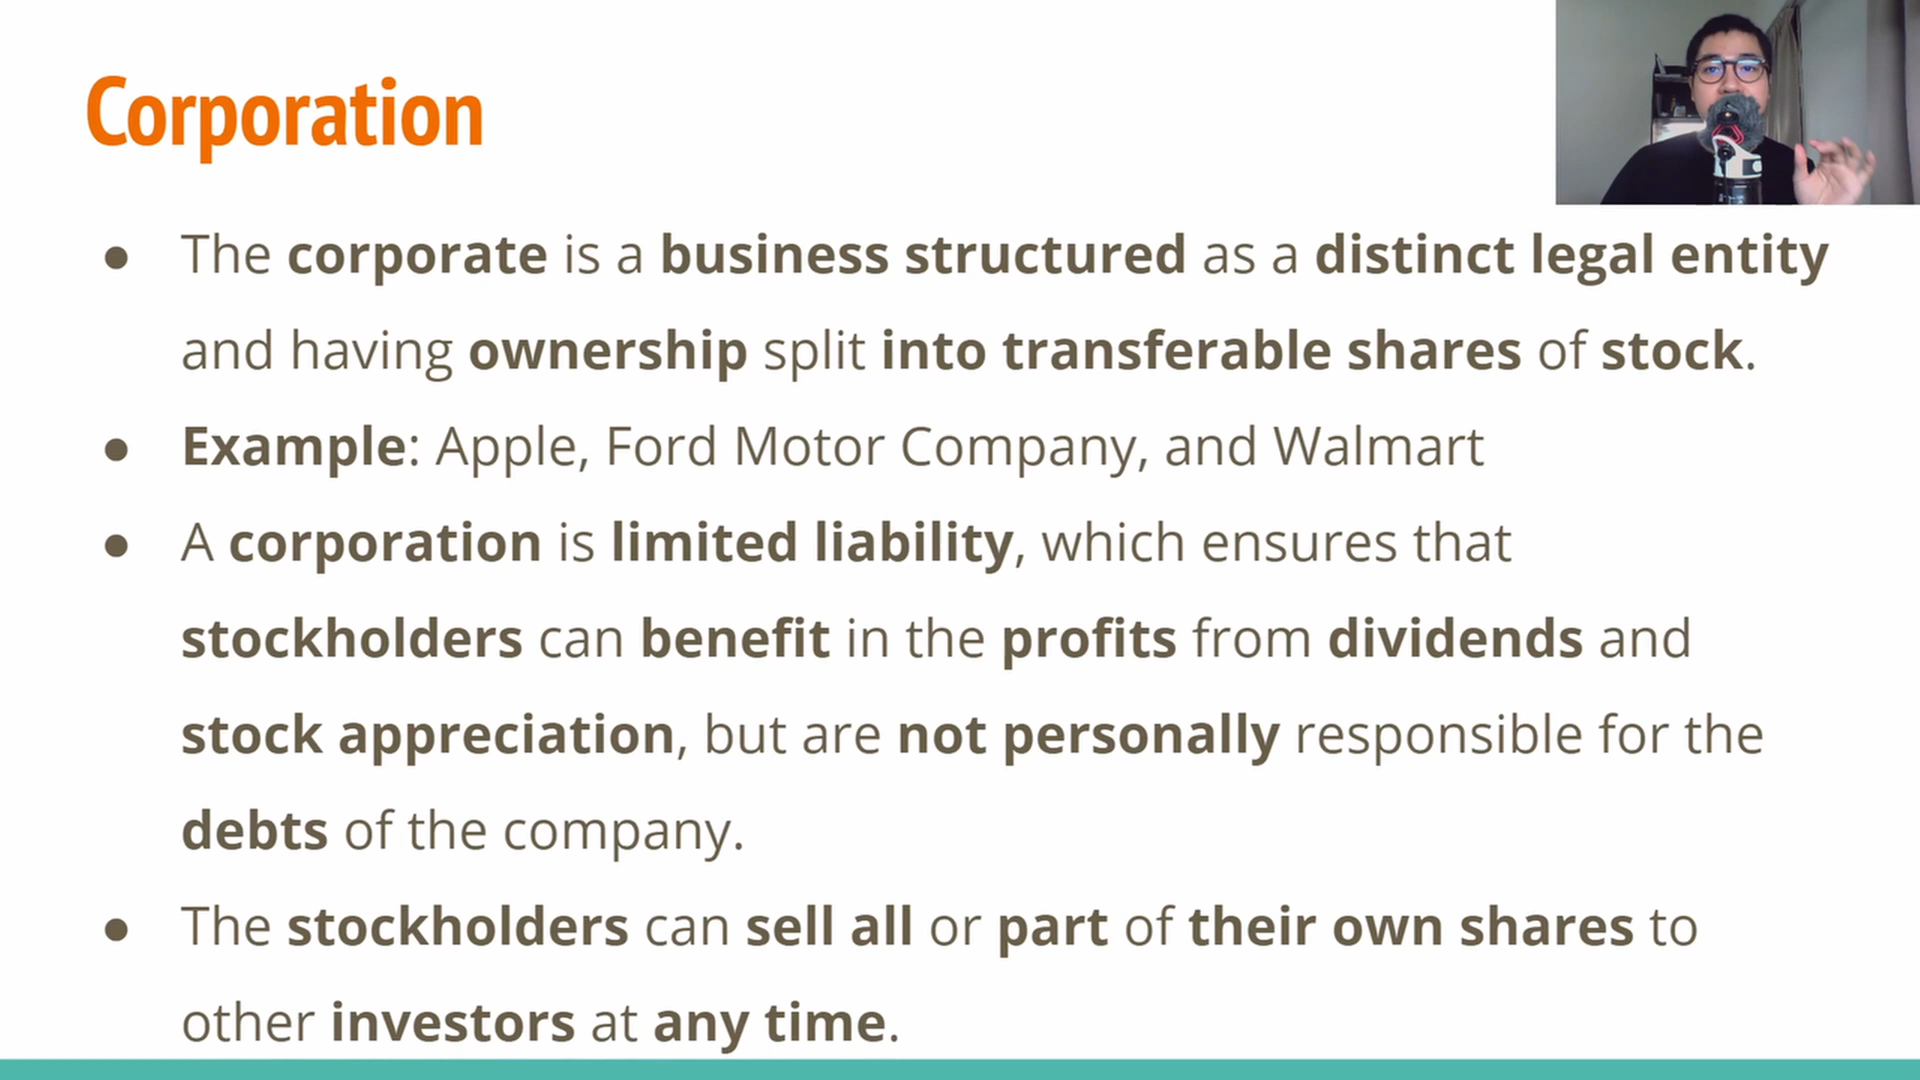 Corporation
● The corporate is a business structured as a distinct legal entity
and having ownership split into transferable shares of stock.
● Example: Apple, Ford Motor Company, and Walmart
● A corporation is limited liability, which ensures that
stockholders can benefit in the profits from dividends and
stock appreciation, but are not personally responsible for the
debts of the company.
● The stockholders can sell all or part of their own shares to
other investors at any time.